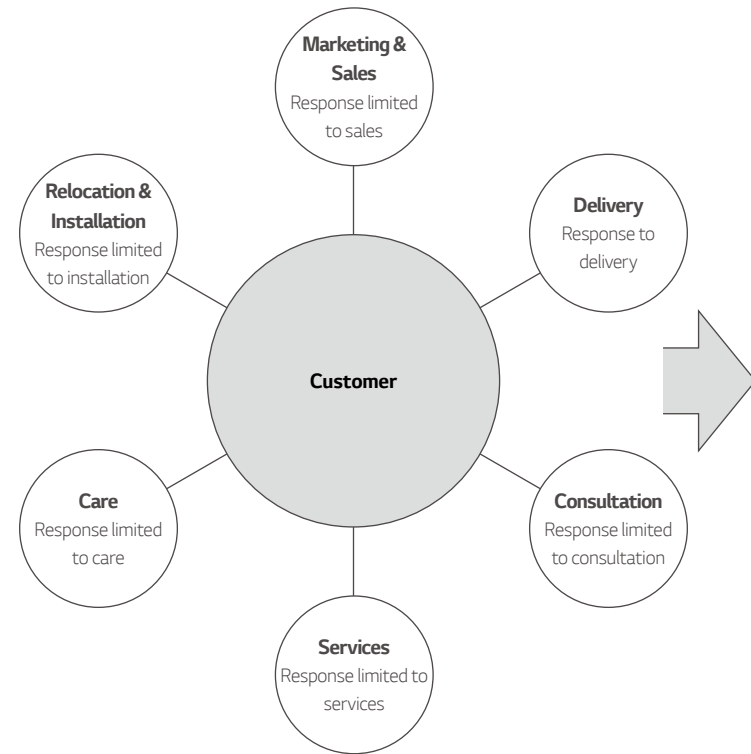 Marketing &
Sales
Response limited
to sales
Relocation &
Installation
Response limited
to installation
Delivery
Response to
delivery
Customer
Care
Response limited
to care
Consultation
Response limited
to consultation
Services
Response limited to
services